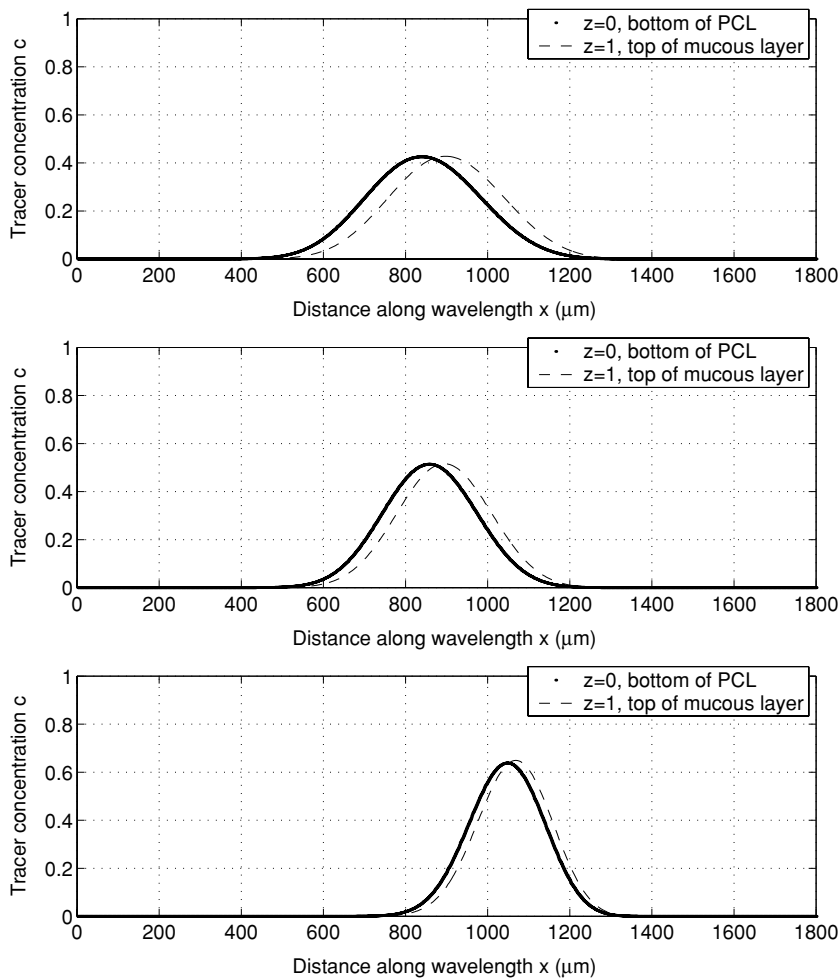 1
z=0, bottom of PCL
z=1, top of mucous layer
0.8
0.6
0.4
0.2
0
Tracer concentration c
0 200 400 600 800 1000 1200 1400 1600 1800
Distance along wavelength x (μm)
1
z=0, bottom of PCL
z=1, top of mucous layer
0.8
0.6
0.4
0.2
0
Tracer concentration c
0 200 400 600 800 1000 1200 1400 1600 1800
Distance along wavelength x (μm)
1
z=0, bottom of PCL
z=1, top of mucous layer
0.8
0.6
0.4
0.2
0
Tracer concentration c
0 200 400 600 800 1000 1200 1400 1600 1800
Distance along wavelength x (μm)